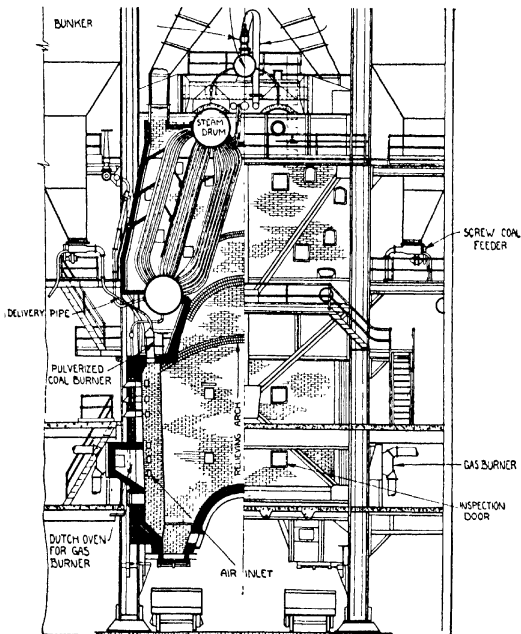 BUNKER
STEAM
DRUM
SCREW COAL
FEEDER
DELIVERY PIPE
PULVERIZED
COAL BURNER
RELIEVING ARCH
GAS BURNER
INSPECTION
DOOR
DUTCH OVEN
FOR GAS
BURNER
AIR INLET